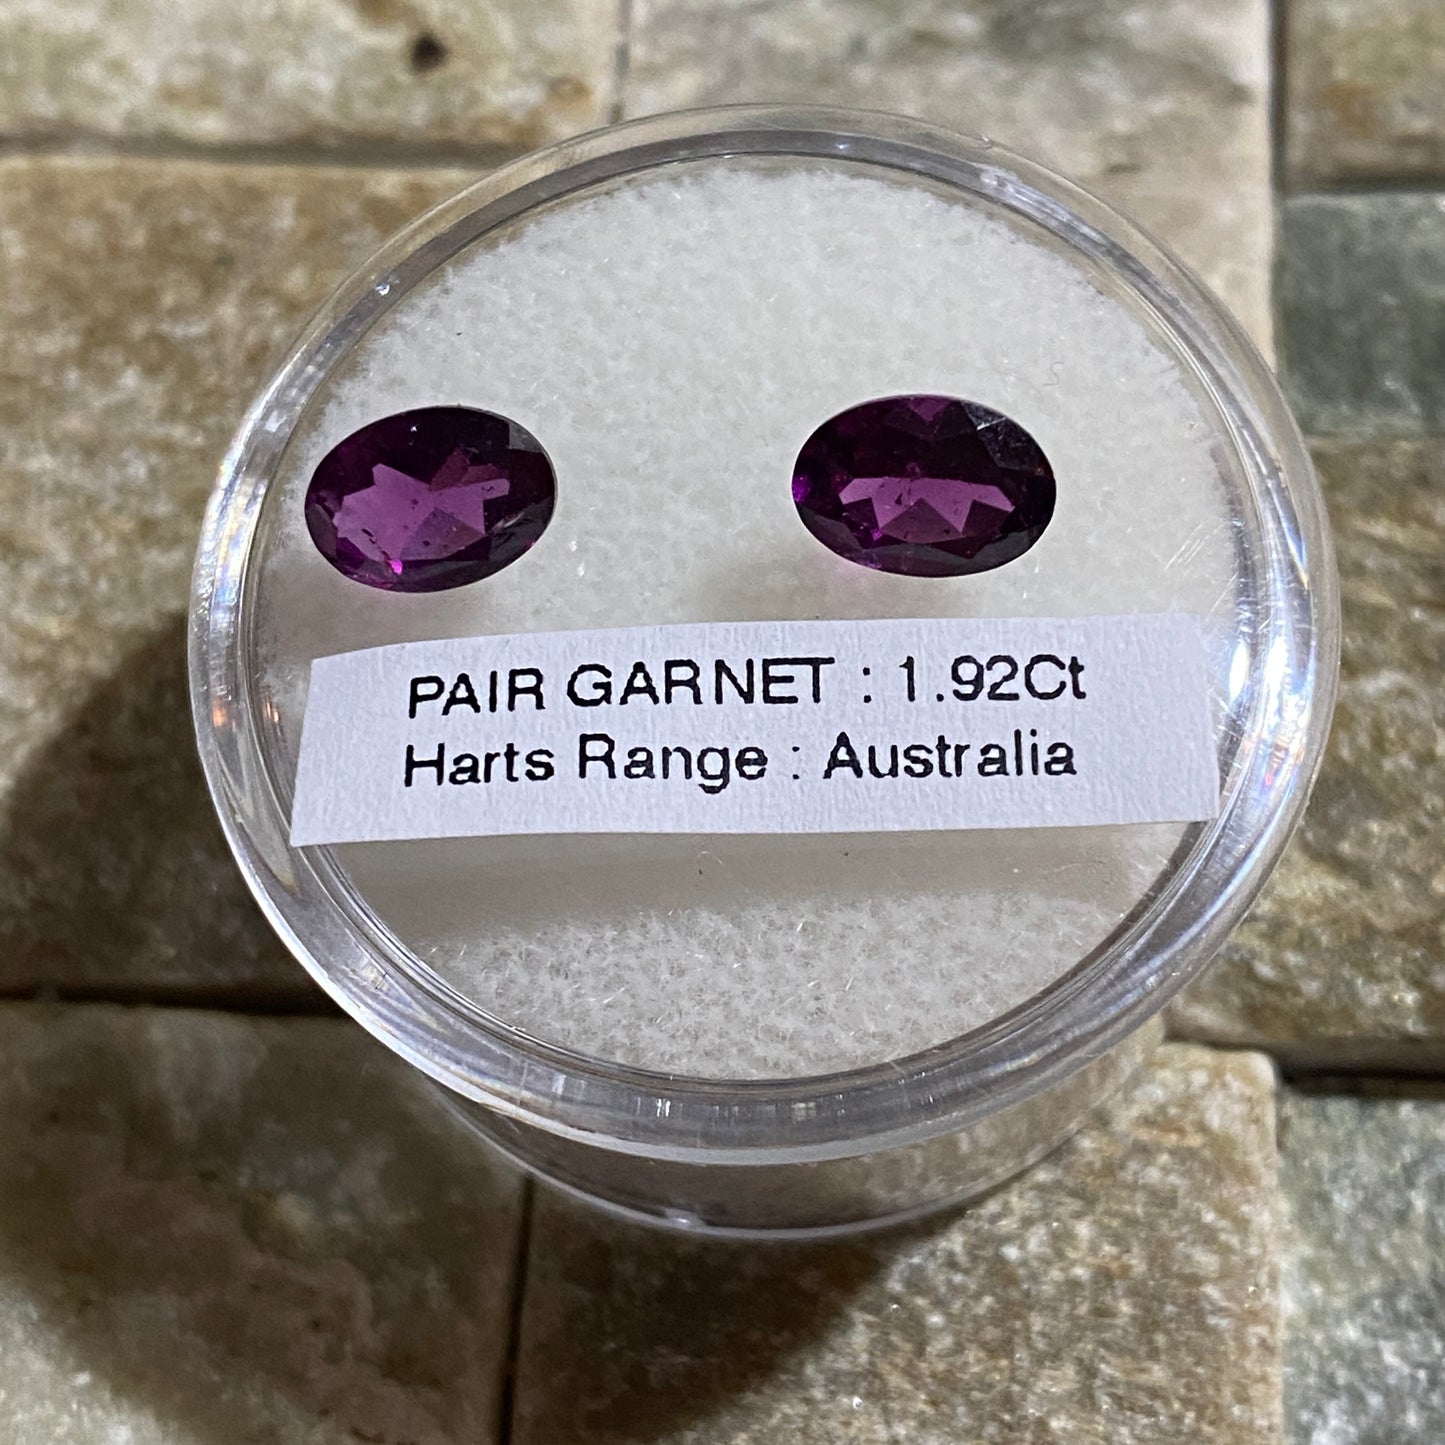 PAIR GARNET : 1.92Ct
Harts Range : Australia